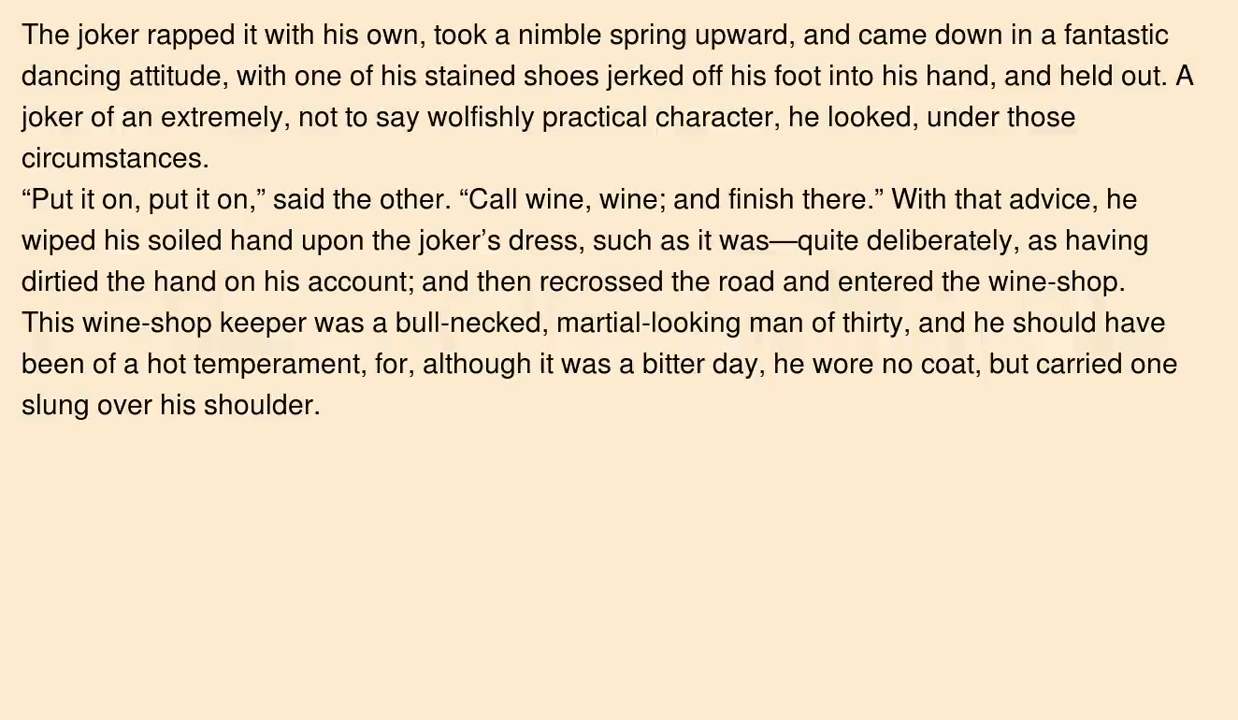 The joker rapped it with his own, took a nimble spring upward, and came down in a fantastic
dancing attitude, with one of his stained shoes jerked off his foot into his hand, and held out. A
joker of an extremely, not to say wolfishly practical character, he looked, under those
circumstances.
“Put it on, put it on,” said the other. “Call wine, wine; and finish there.” With that advice, he
wiped his soiled hand upon the joker’s dress, such as it was—quite deliberately, as having
dirtied the hand on his account; and then recrossed the road and entered the wine-shop.
This wine-shop keeper was a bull-necked, martial-looking man of thirty, and he should have
been of a hot temperament, for, although it was a bitter day, he wore no coat, but carried one
slung over his shoulder.